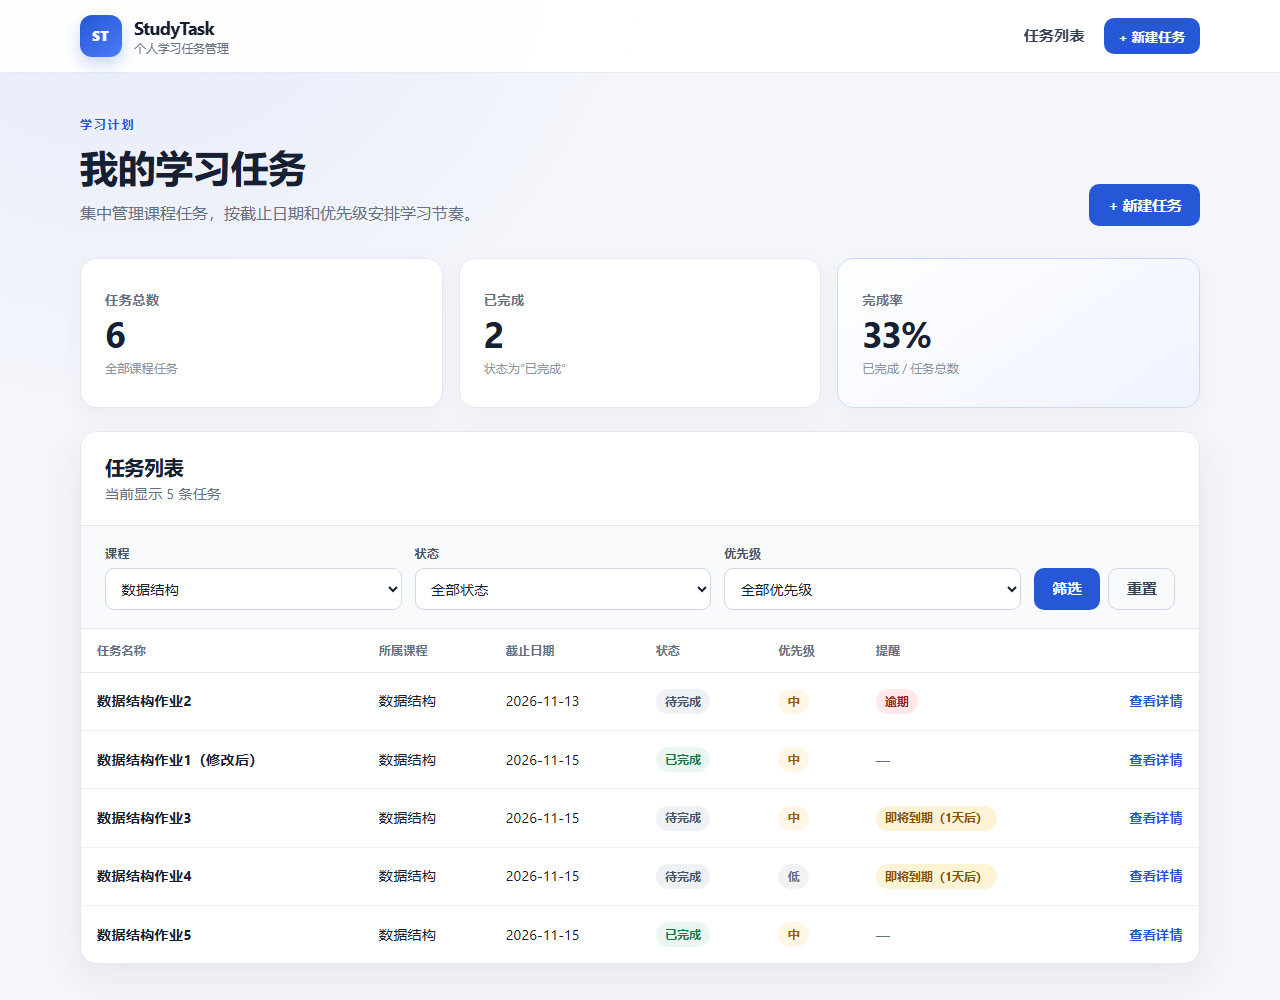 ST
StudyTask
个人学习任务管理
任务列表
+ 新建任务
学习计划
我的学习任务
集中管理课程任务，按截止日期和优先级安排学习节奏。
+ 新建任务
任务总数
6
全部课程任务
已完成
2
状态为“已完成”
完成率
33%
已完成 / 任务总数
任务列表
当前显示 5 条任务
课程 状态 优先级
数据结构 全部状态 全部优先级 筛选 重置
任务名称 所属课程 截止日期 状态 优先级 提醒
数据结构作业2 数据结构 2026-11-13 待完成 中 逾期 查看详情
数据结构作业1（修改后） 数据结构 2026-11-15 已完成 中 — 查看详情
数据结构作业3 数据结构 2026-11-15 待完成 中 即将到期（1天后） 查看详情
数据结构作业4 数据结构 2026-11-15 待完成 低 即将到期（1天后） 查看详情
数据结构作业5 数据结构 2026-11-15 已完成 中 — 查看详情